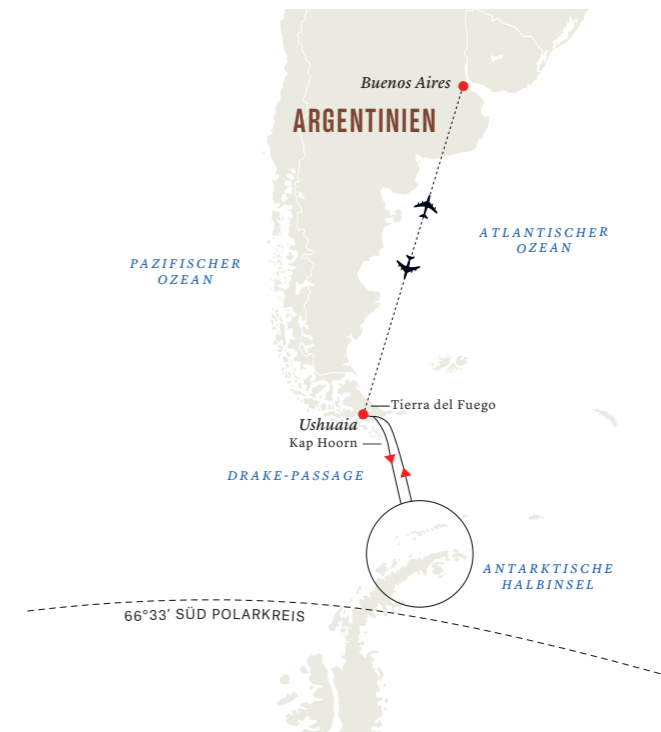 Buenos Aires
ARGENTINIEN
ATLANTISCHER
OZEAN
PAZIFISCHER
OZEAN
Tierra del Fuego
Ushuaia
Kap Hoorn
DRAKE-PASSAGE
ANTARKTISCHE
HALBINSEL
66°33′ SÜD POLARKREIS